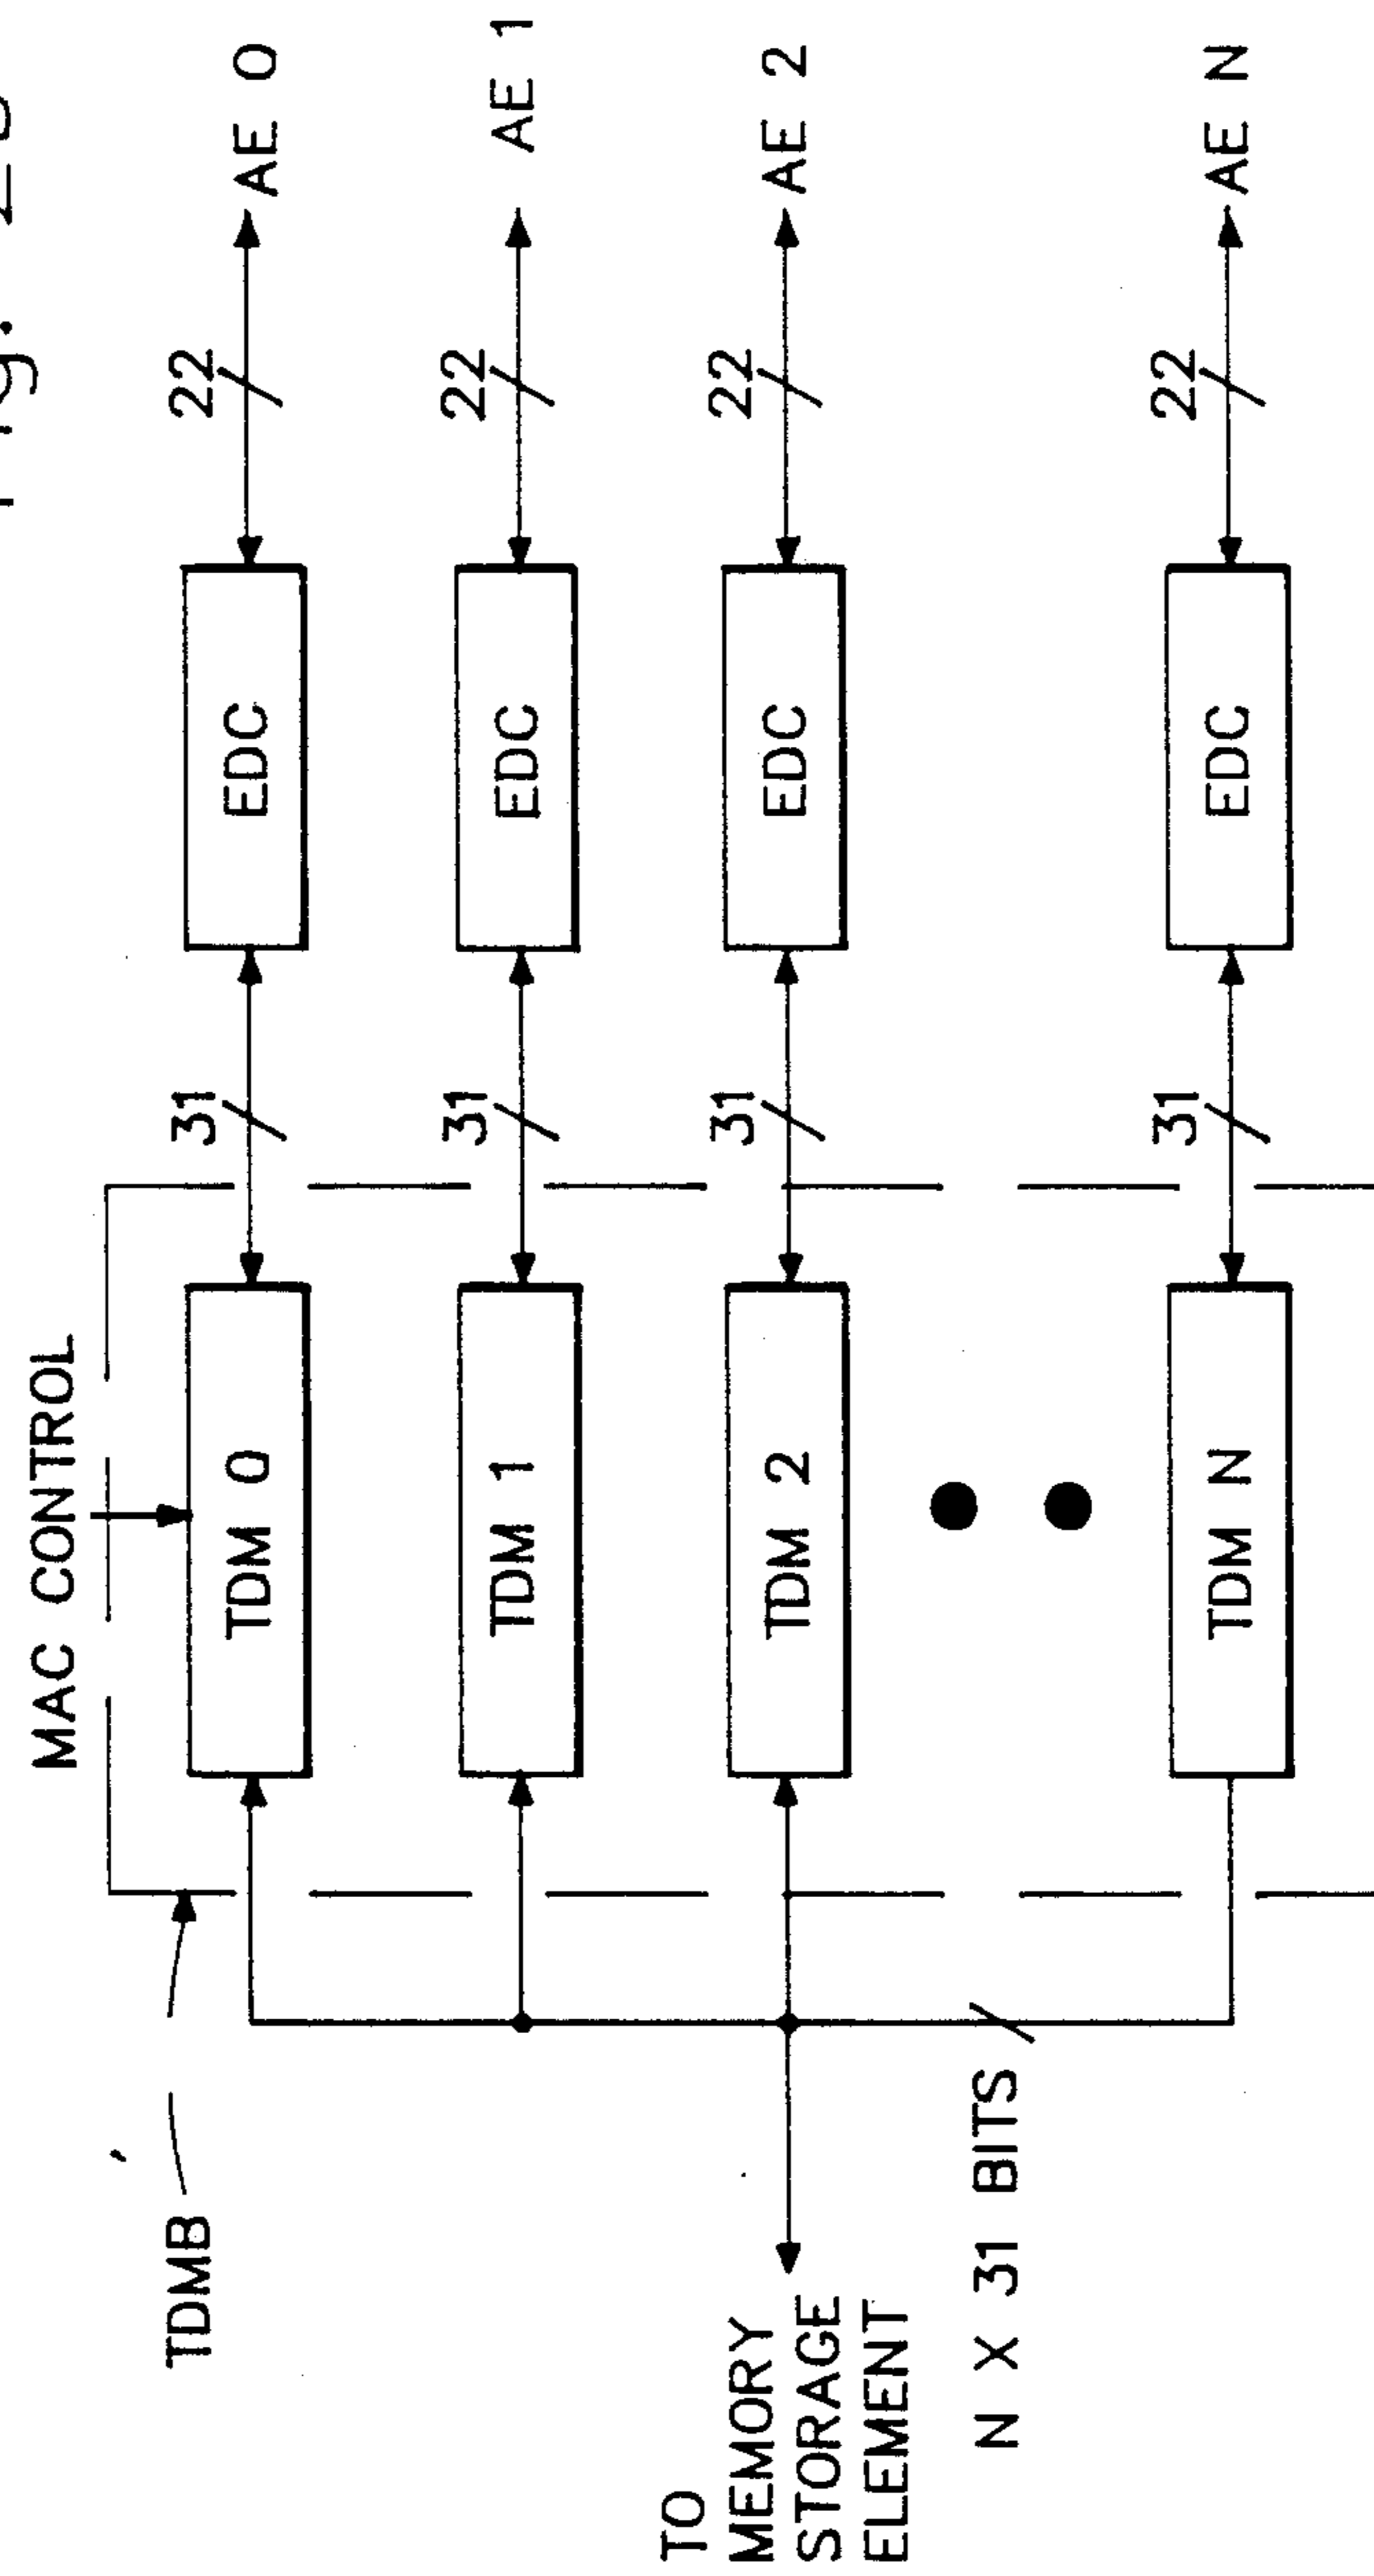 MAC CONTROL
TDMB
TDM 0
31
EDC
22
AE 0
TDM 1
31
EDC
22
AE 1
TO
MEMORY
STORAGE
ELEMENT
TDM 2
31
EDC
22
AE 2
N X 31 BITS
TDM N
31
EDC
22
AE N